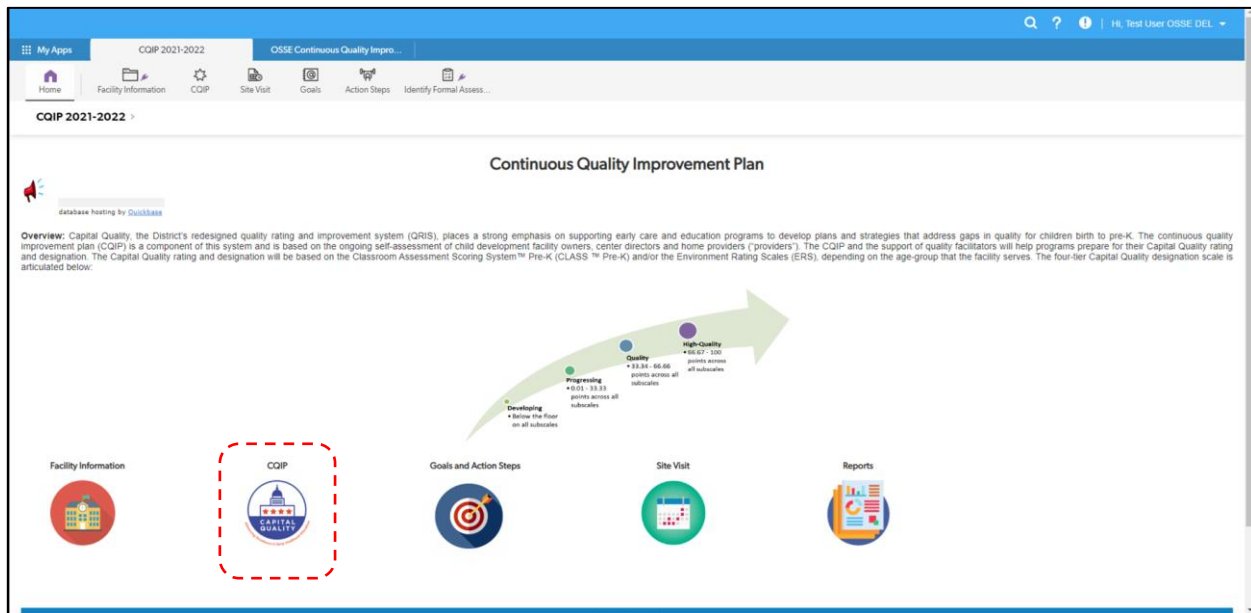 Hi, Test User OSSE DEL
My Apps
CQIP 2021-2022
OSSE Continuous Quality Impro...
Home
Facility Information
CQIP
Site Visit
Goals
Action Steps
Identify Formal Assess...
CQIP 2021-2022 >
Continuous Quality Improvement Plan
database hosting by Quickbase
Overview: Capital Quality, the District's redesigned quality rating and improvement system (QRIS), places a strong emphasis on supporting early care and education programs to develop plans and strategies that address gaps in quality for children birth to pre-K. The continuous quality
improvement plan (CQIP) is a component of this system and is based on the ongoing self-assessment of child development facility owners, center directors and home providers ("providers"). The CQIP and the support of quality facilitators will help programs prepare for their Capital Quality rating
and designation. The Capital Quality rating and designation will be based on the Classroom Assessment Scoring System™ Pre-K (CLASS ™ Pre-K) and/or the Environment Rating Scales (ERS), depending on the age-group that the facility serves. The four-tier Capital Quality designation scale is
articulated below:
High-Quality
• 66.67 - 100
points across
all subscales
Quality
• 33.34 - 66.66
points across all
subscales
Progressing
• 0.01 - 33.33
points across all
subscales
Developing
• Below the floor
on all subscales
Facility Information
CQIP
Goals and Action Steps
Site Visit
Reports
CAPITAL
QUALITY